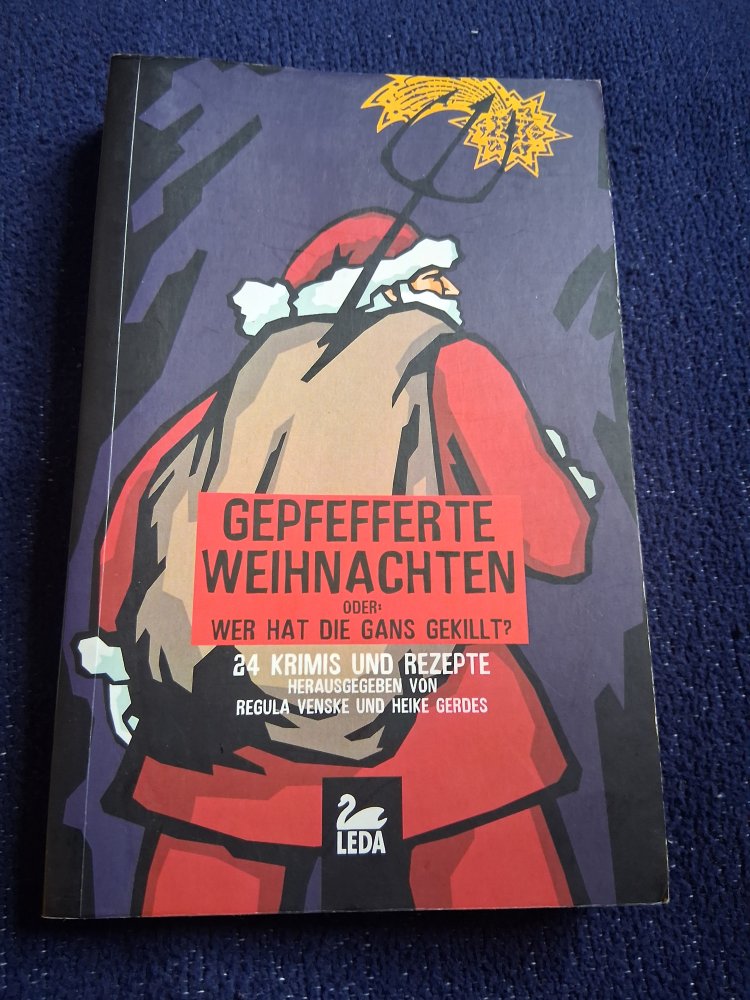 GEPFEFFERTE
WEIHNACHTEN
ODER:
WER HAT DIE GANS GEKILLT?
24 KRIMIS UND REZEPTE
HERAUSGEGEBEN VON
REGULA VENSKE UND HEIKE GERDES
LEDA